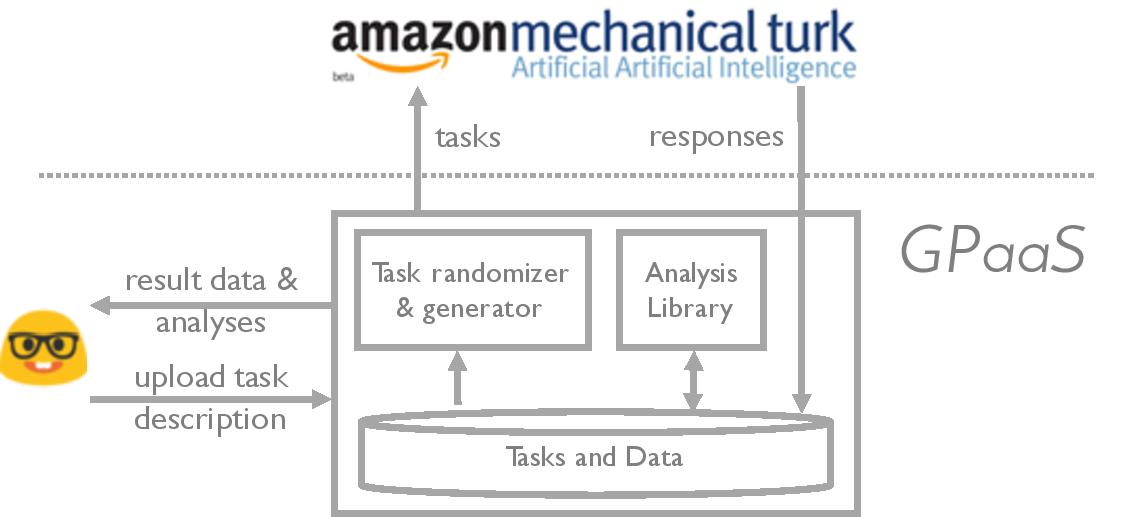 amazonmechanical turk
beta
Artificial Artificial Intelligence
tasks
responses
GPaaS
Task randomizer
& generator
Analysis
Library
result data &
analyses
upload task
description
Tasks and Data